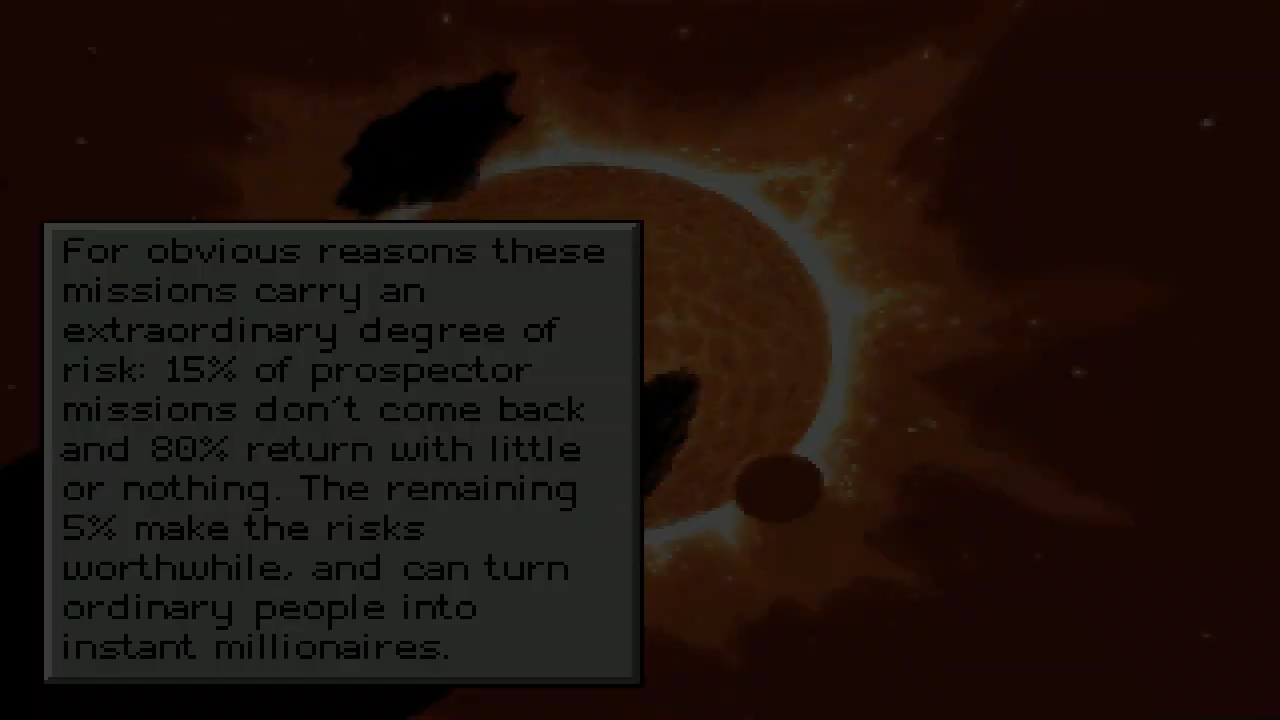 For obvious reasons these
missions carry an
extraordinary degree of
risk: 15% of prospector
missions don't come back
and 80% return with little
or nothing. The remaining
5% make the risks
worthwhile, and can turn
ordinary people into
instant millionaires.